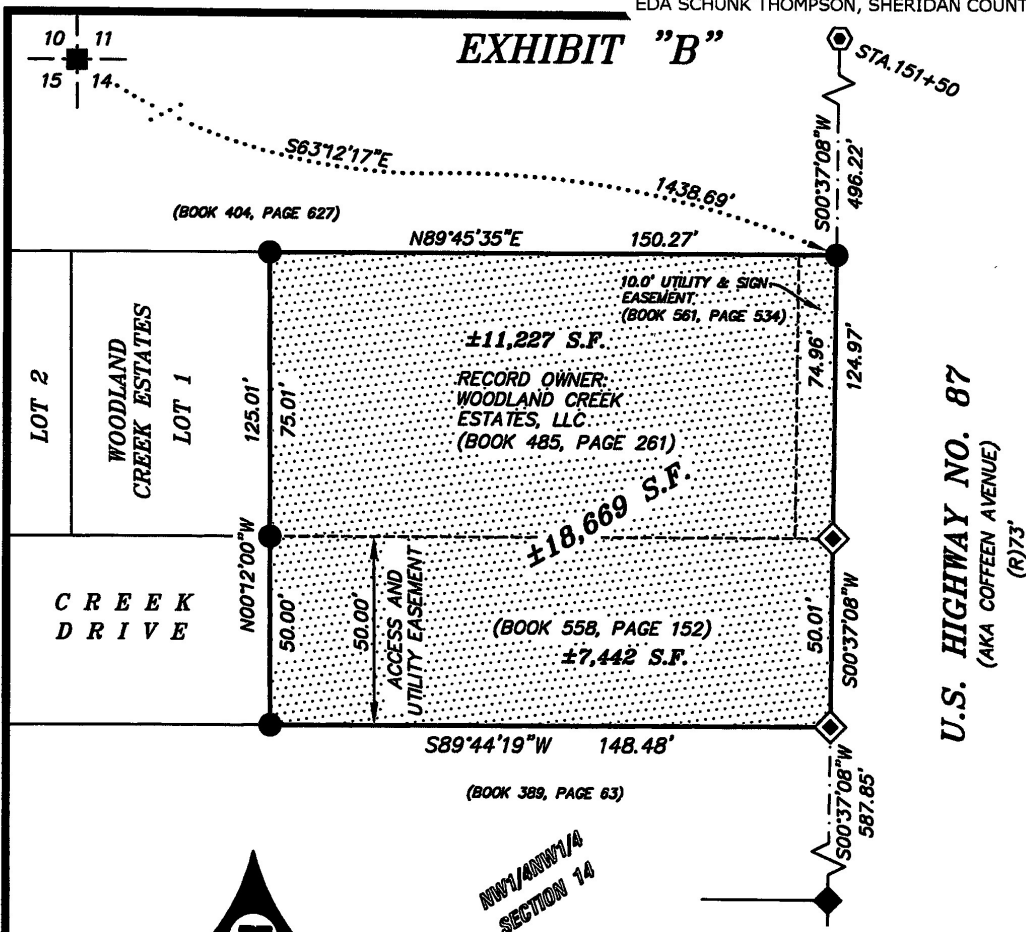 EDA SCHUNK THOMPSON, SHERIDAN COUNT
EXHIBIT "B"
10 11
15 14
STA.151+50
S63°12'17"E
1438.69'
S00°37'08"W
496.22'
(BOOK 404, PAGE 627)
N89°45'35"E 150.27'
10.0' UTILITY & SIGN
EASEMENT
(BOOK 561, PAGE 534)
±11,227 S.F.
RECORD OWNER:
WOODLAND CREEK
ESTATES, LLC
(BOOK 485, PAGE 261)
74.96'
124.97'
LOT 2
WOODLAND
CREEK ESTATES
LOT 1
125.01'
75.01'
±18,669 S.F.
U.S. HIGHWAY NO. 87
(AKA COFFEEN AVENUE)
(R)73'
CREEK
DRIVE
N00°12'00"W
50.00'
50.00'
ACCESS AND
UTILITY EASEMENT
(BOOK 558, PAGE 152)
±7,442 S.F.
50.01'
S00°37'08"W
S89°44'19"W 148.48'
(BOOK 389, PAGE 63)
S00°37'08"W
587.85'
NW1/4NW1/4
SECTION 14